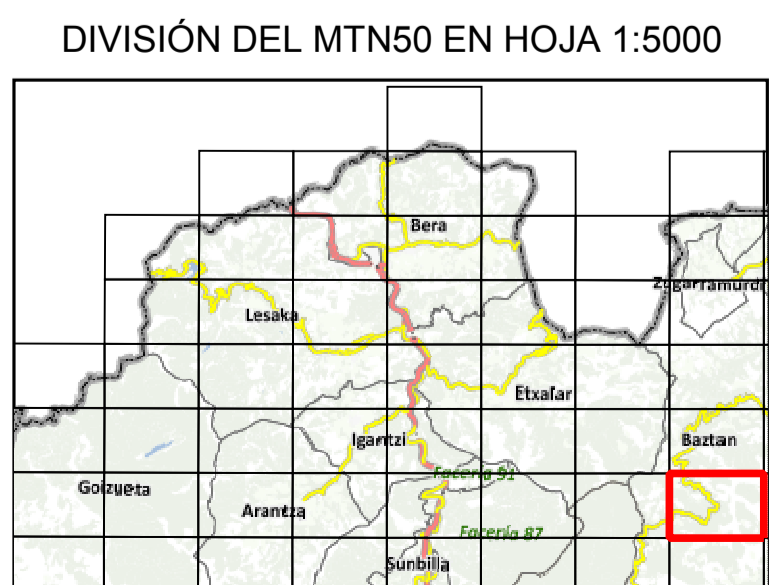 DIVISIÓN DEL MTN50 EN HOJA 1:5000
Bera
Zugarramurdi
Lesaka
Etxalar
Igantzi
Baztan
Facería 91
Goizueta
Arantza
Facería 87
Sunbilla